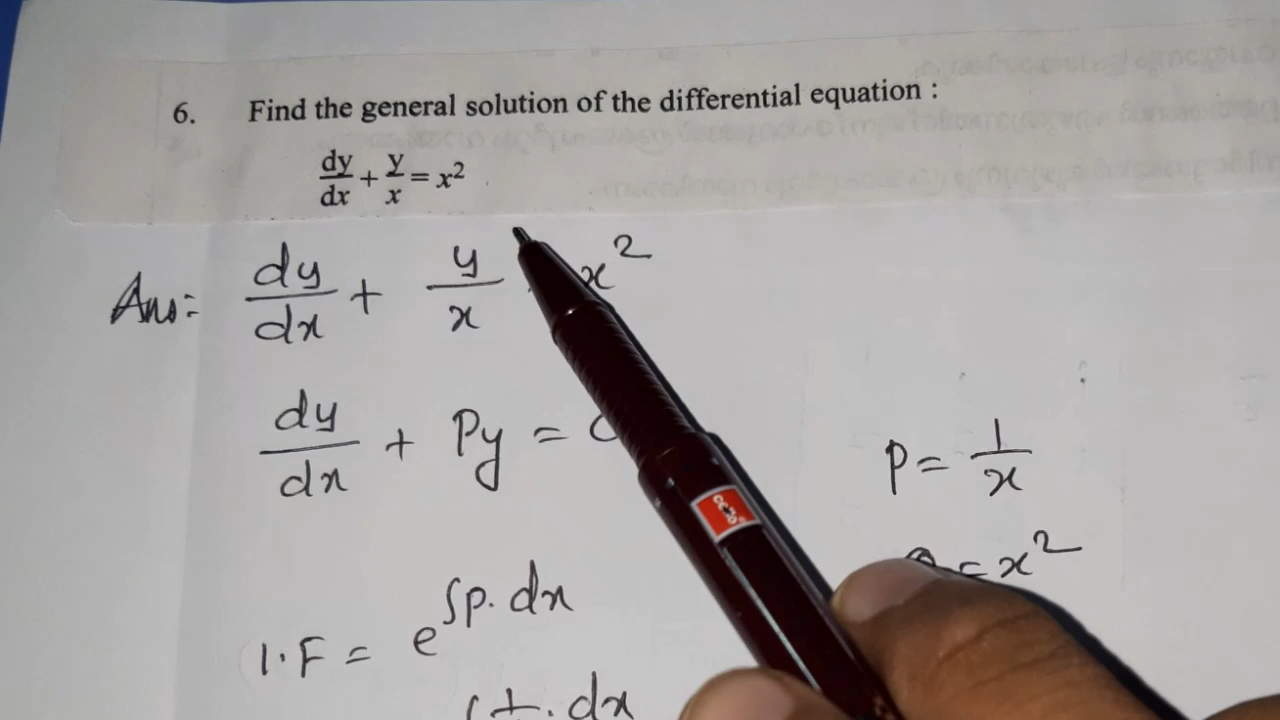 6. Find the general solution of the differential equation :
dy/dx + y/x = x²
Ans:- dy/dx + y/x x²
dy/dx + Py =
P = 1/x
= x²
I.F = e^∫P.dx
∫1/x.dx